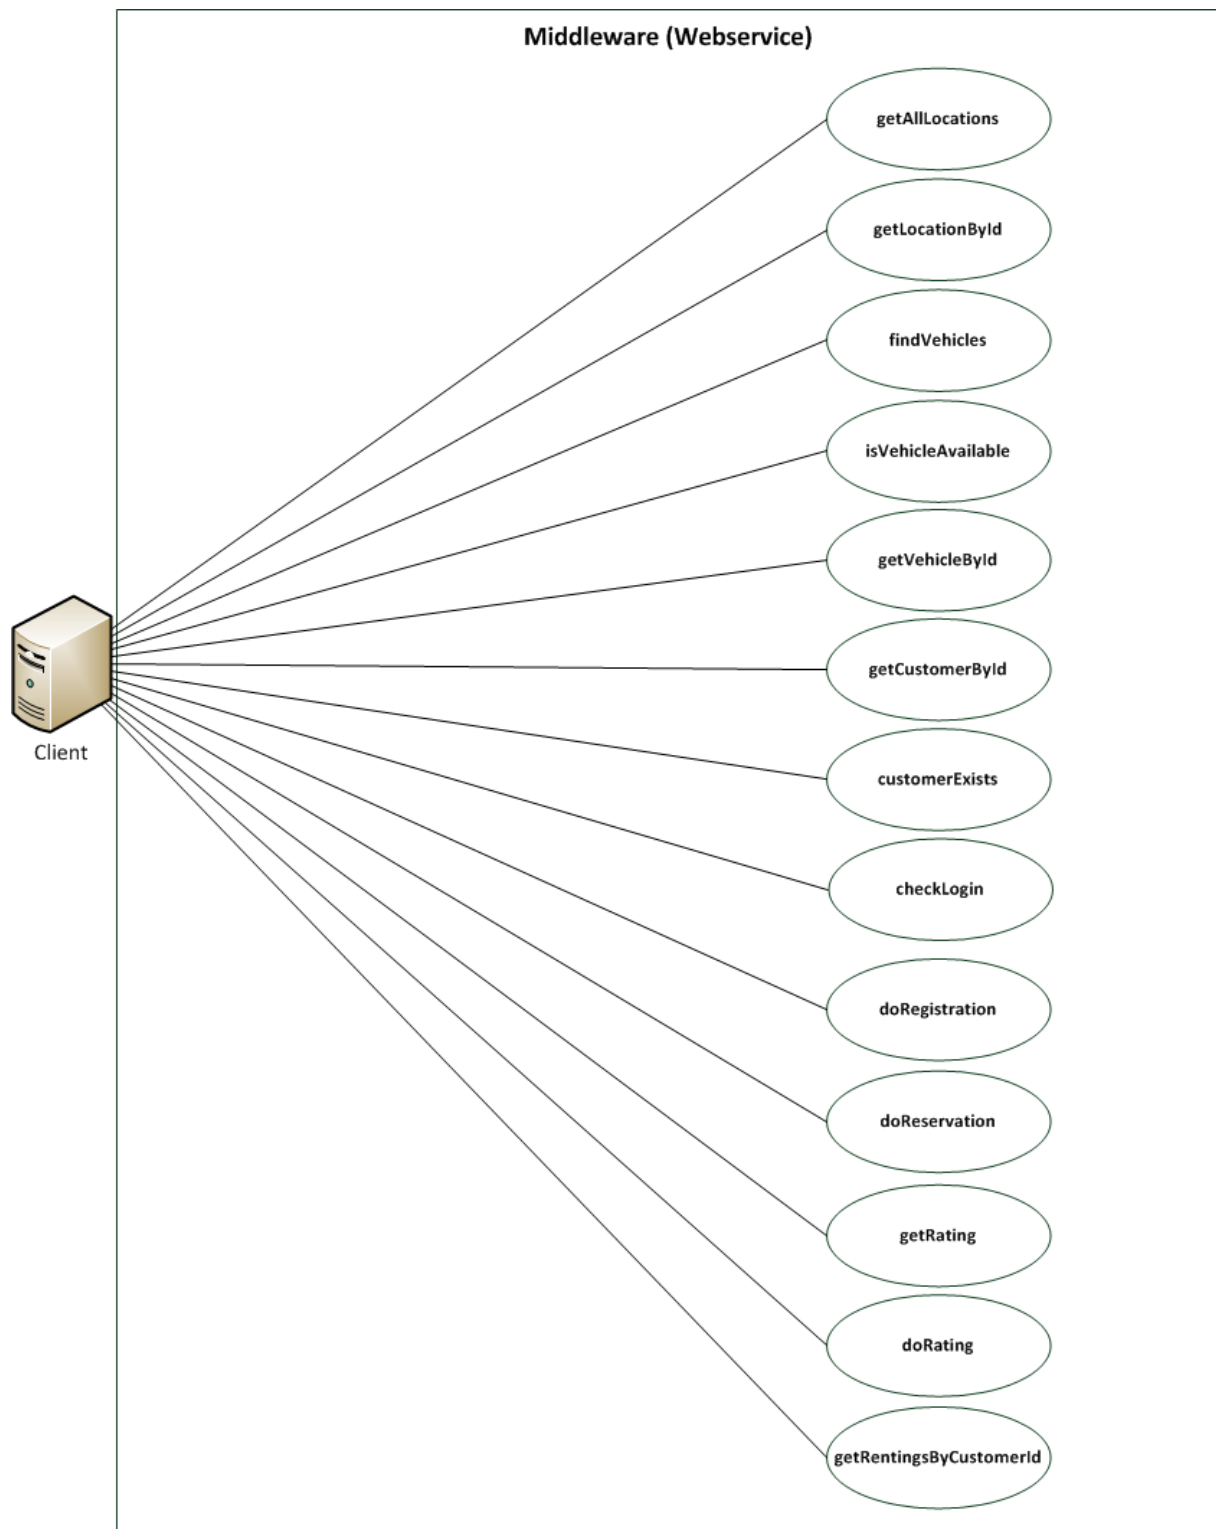 Middleware (Webservice)
getAllLocations
getLocationById
findVehicles
isVehicleAvailable
getVehicleById
getCustomerById
Client
customerExists
checkLogin
doRegistration
doReservation
getRating
doRating
getRentingsByCustomerId